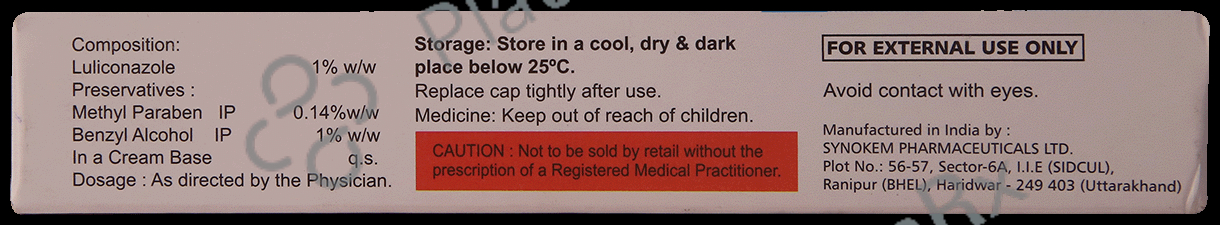 Composition:
Luliconazole 1% w/w
Preservatives :
Methyl Paraben IP 0.14%w/w
Benzyl Alcohol IP 1% w/w
In a Cream Base q.s.
Dosage : As directed by the Physician.
Storage: Store in a cool, dry & dark
place below 25ºC.
Replace cap tightly after use.
Medicine: Keep out of reach of children.
CAUTION : Not to be sold by retail without the
prescription of a Registered Medical Practitioner.
FOR EXTERNAL USE ONLY
Avoid contact with eyes.
Manufactured in India by :
SYNOKEM PHARMACEUTICALS LTD.
Plot No.: 56-57, Sector-6A, I.I.E (SIDCUL),
Ranipur (BHEL), Haridwar - 249 403 (Uttarakhand)